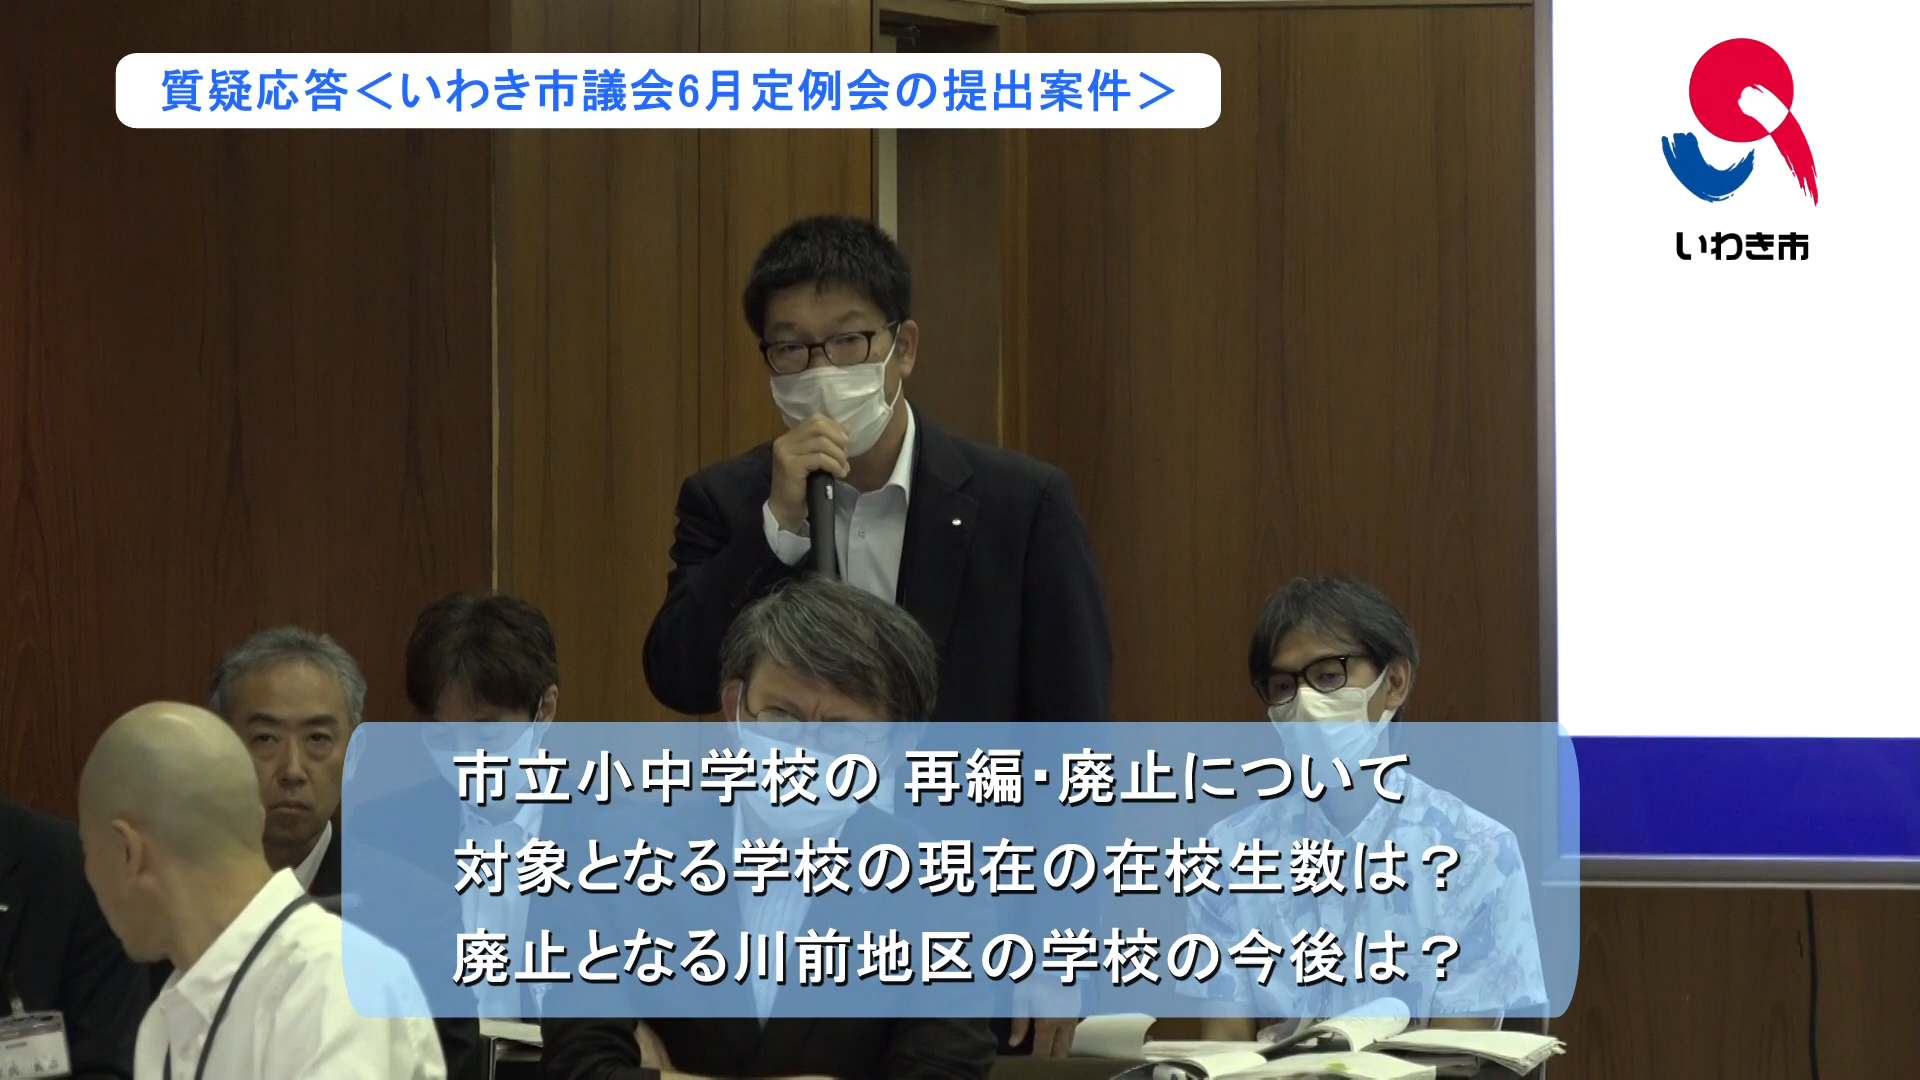 質疑応答＜いわき市議会6月定例会の提出案件＞
いわき市
市立小中学校の 再編・廃止について
対象となる学校の現在の在校生数は？
廃止となる川前地区の学校の今後は？